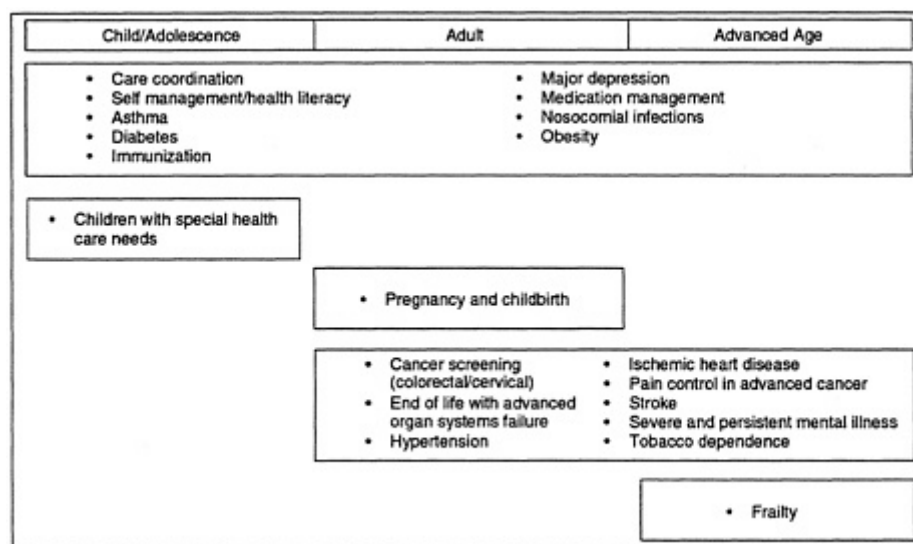 Child/Adolescence
Adult
Advanced Age
• Care coordination
• Self management/health literacy
• Asthma
• Diabetes
• Immunization
• Major depression
• Medication management
• Nosocomial infections
• Obesity
• Children with special health
care needs
• Pregnancy and childbirth
• Cancer screening
(colorectal/cervical)
• End of life with advanced
organ systems failure
• Hypertension
• Ischemic heart disease
• Pain control in advanced cancer
• Stroke
• Severe and persistent mental illness
• Tobacco dependence
• Frailty